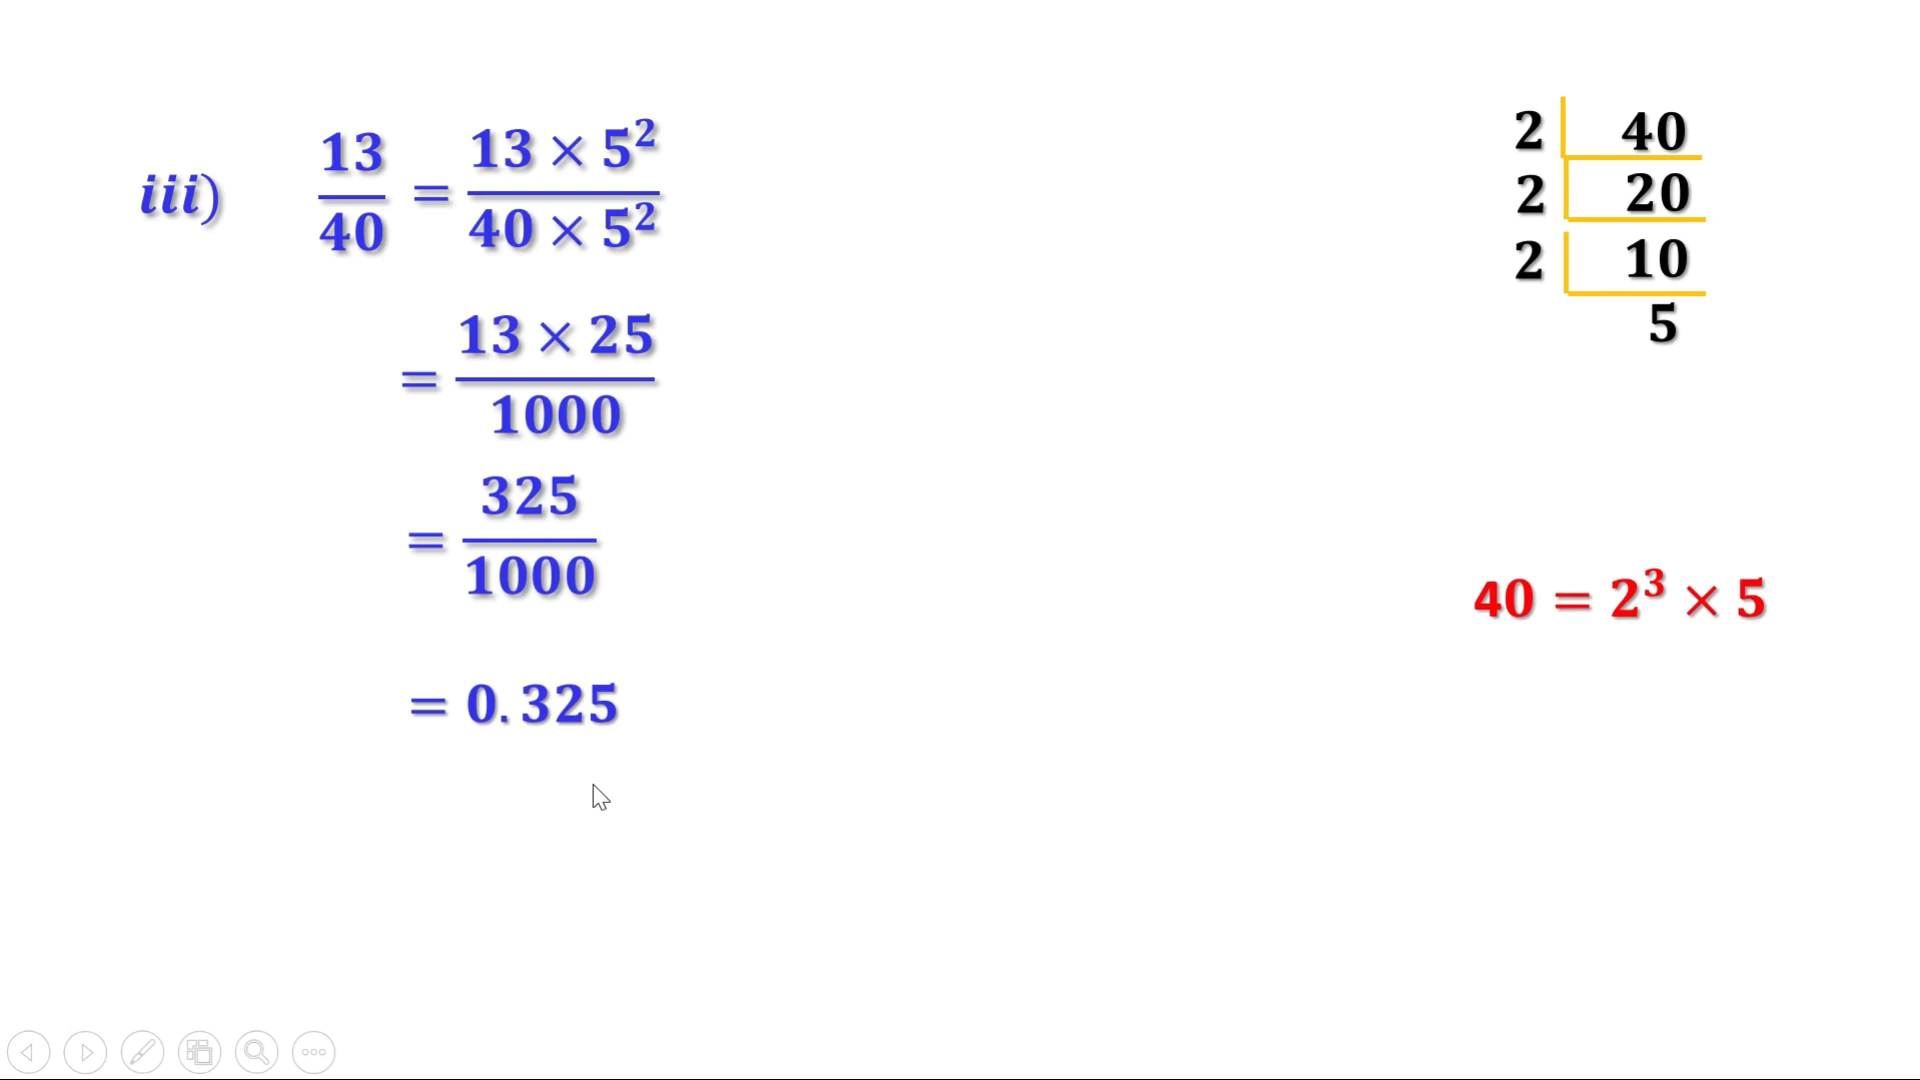 iii) 13/40 = 13 × 5²/40 × 5²
= 13 × 25/1000
= 325/1000
= 0.325
2 40
2 20
2 10
5
40 = 2³ × 5